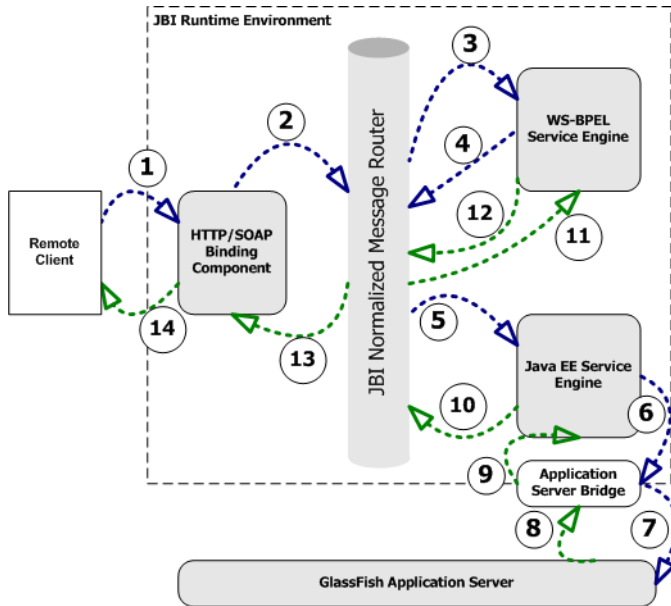 JBI Runtime Environment
1
2
3
4
5
6
7
8
9
10
11
12
13
14
Remote
Client
HTTP/SOAP
Binding
Component
JBI Normalized Message Router
WS-BPEL
Service Engine
Java EE Service
Engine
Application
Server Bridge
GlassFish Application Server